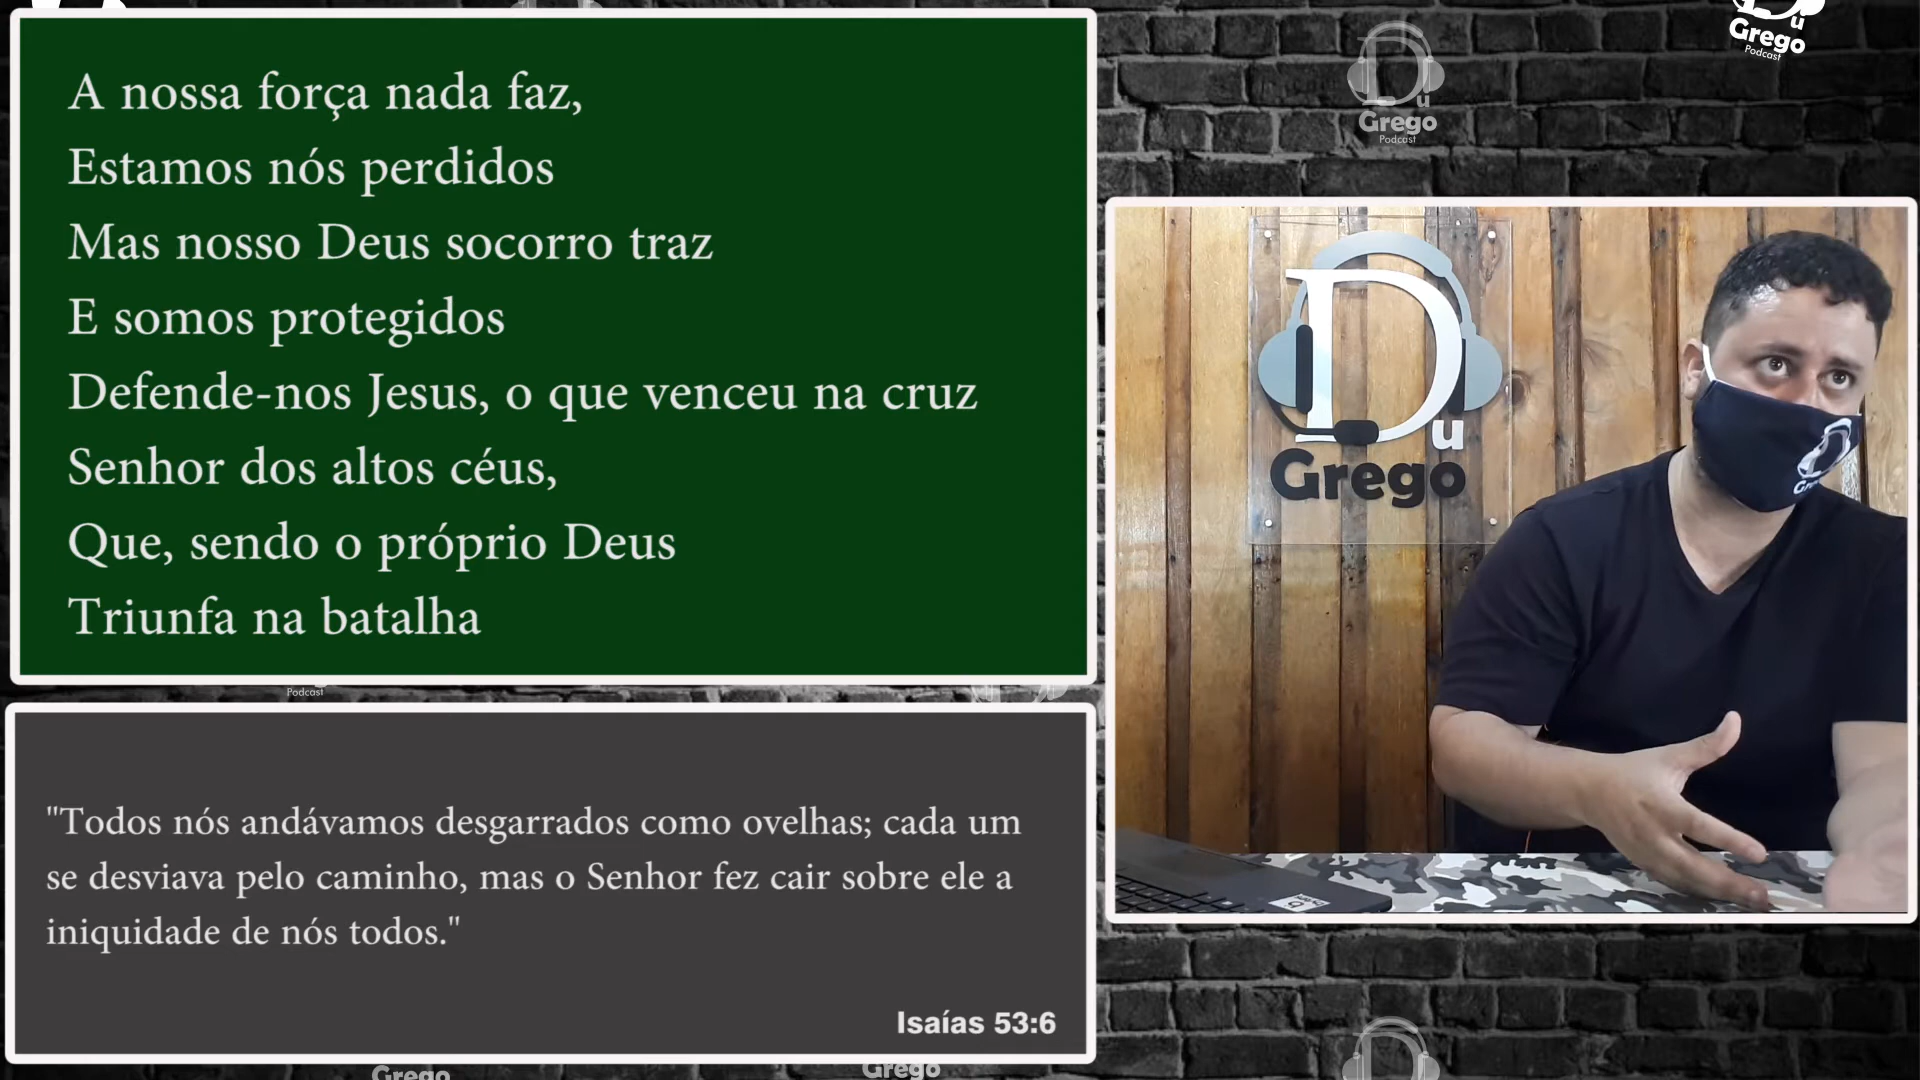 A nossa força nada faz,
Estamos nós perdidos
Mas nosso Deus socorro traz
E somos protegidos
Defende-nos Jesus, o que venceu na cruz
Senhor dos altos céus,
Que, sendo o próprio Deus
Triunfa na batalha
"Todos nós andávamos desgarrados como ovelhas; cada um
se desviava pelo caminho, mas o Senhor fez cair sobre ele a
iniquidade de nós todos."
Isaías 53:6
Du
Grego
Podcast
Du
Grego
Podcast
Du
Grego
Podcast
Grego
Grego